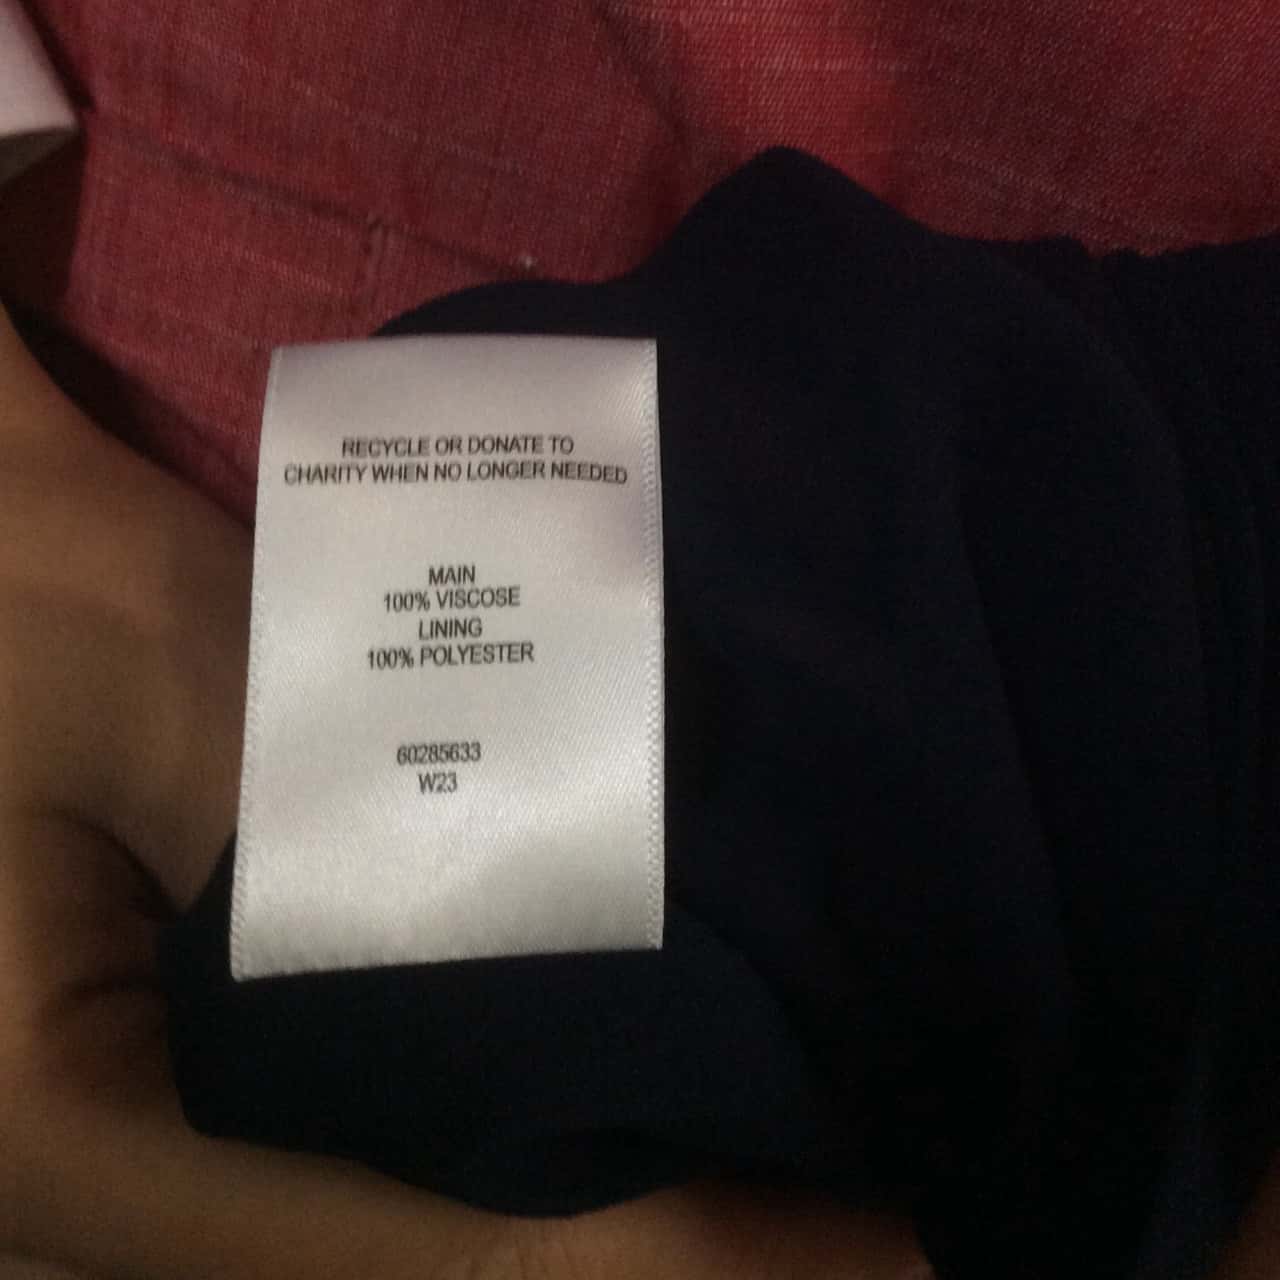 RECYCLE OR DONATE TO
CHARITY WHEN NO LONGER NEEDED
MAIN
100% VISCOSE
LINING
100% POLYESTER
60285633
W23